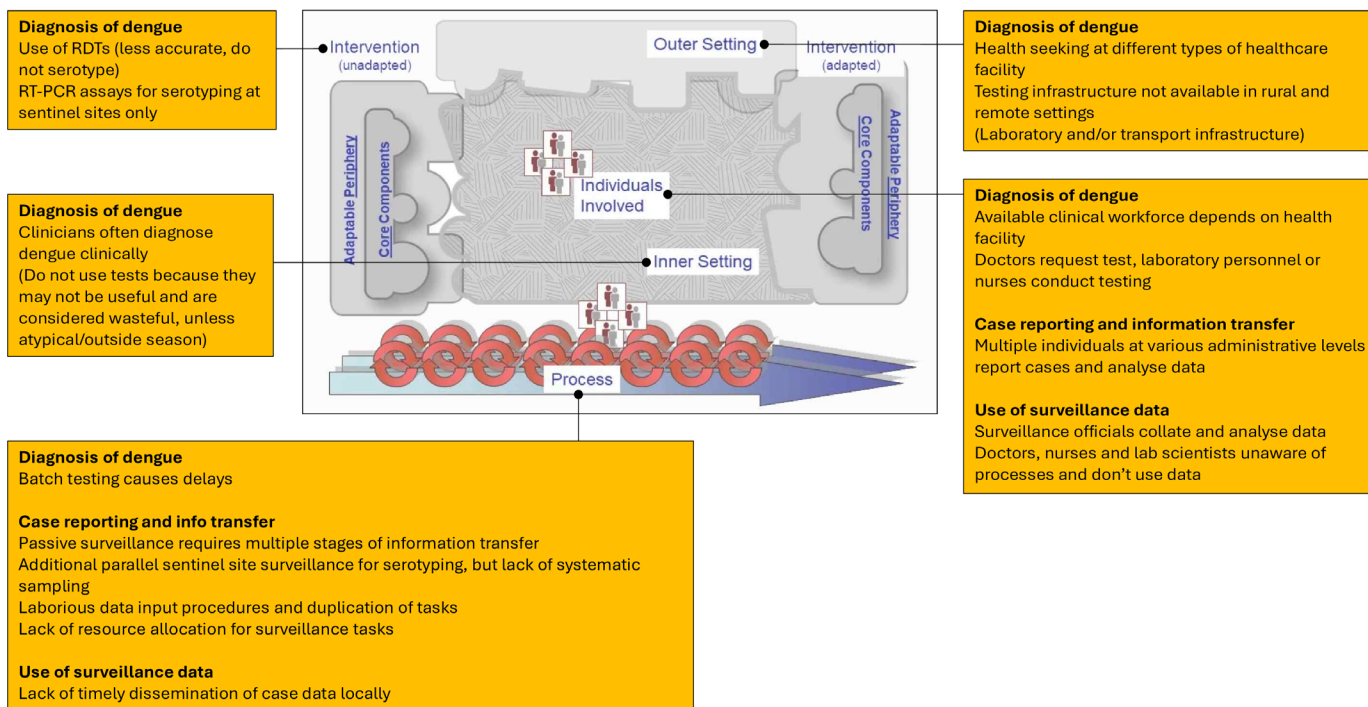 Diagnosis of dengue
Use of RDTs (less accurate, do
not serotype)
RT-PCR assays for serotyping at
sentinel sites only
Diagnosis of dengue
Clinicians often diagnose
dengue clinically
(Do not use tests because they
may not be useful and are
considered wasteful, unless
atypical/outside season)
Intervention
(unadapted)
Outer Setting
Intervention
(adapted)
Adaptable Periphery
Core Components
Individuals
Involved
Inner Setting
Core Components
Adaptable Periphery
Process
Diagnosis of dengue
Health seeking at different types of healthcare
facility
Testing infrastructure not available in rural and
remote settings
(Laboratory and/or transport infrastructure)
Diagnosis of dengue
Available clinical workforce depends on health
facility
Doctors request test, laboratory personnel or
nurses conduct testing
Case reporting and information transfer
Multiple individuals at various administrative levels
report cases and analyse data
Use of surveillance data
Surveillance officials collate and analyse data
Doctors, nurses and lab scientists unaware of
processes and don't use data
Diagnosis of dengue
Batch testing causes delays
Case reporting and info transfer
Passive surveillance requires multiple stages of information transfer
Additional parallel sentinel site surveillance for serotyping, but lack of systematic
sampling
Laborious data input procedures and duplication of tasks
Lack of resource allocation for surveillance tasks
Use of surveillance data
Lack of timely dissemination of case data locally